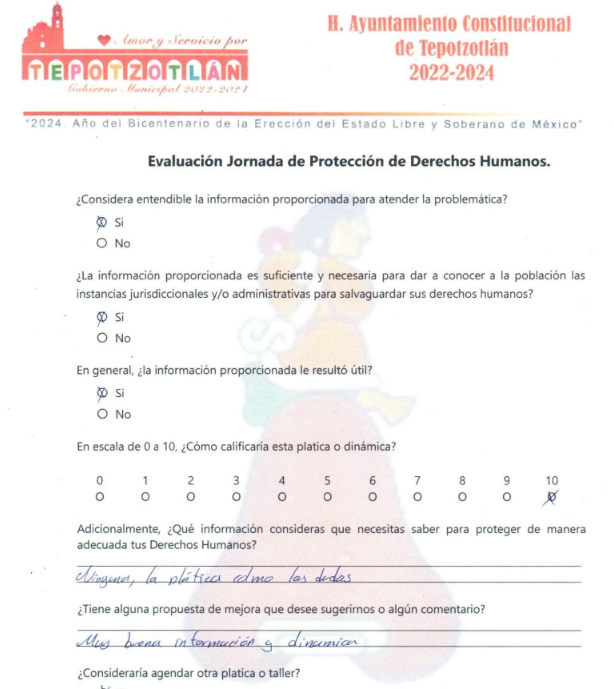 Amor y Servicio por
TEPOTZOTLÁN
Gobierno Municipal 2022-2024
H. Ayuntamiento Constitucional
de Tepotzotlán
2022-2024
"2024. Año del Bicentenario de la Erección del Estado Libre y Soberano de México"
Evaluación Jornada de Protección de Derechos Humanos.
¿Considera entendible la información proporcionada para atender la problemática?
Si
No
¿La información proporcionada es suficiente y necesaria para dar a conocer a la población las
instancias jurisdiccionales y/o administrativas para salvaguardar sus derechos humanos?
Si
No
En general, ¿la información proporcionada le resultó útil?
Si
No
En escala de 0 a 10, ¿Cómo calificaría esta platica o dinámica?
0 1 2 3 4 5 6 7 8 9 10
Adicionalmente, ¿Qué información consideras que necesitas saber para proteger de manera
adecuada tus Derechos Humanos?
Ninguna, la plática calmo las dudas
¿Tiene alguna propuesta de mejora que desee sugerirnos o algún comentario?
Muy buena información y dinamica
¿Consideraría agendar otra platica o taller?